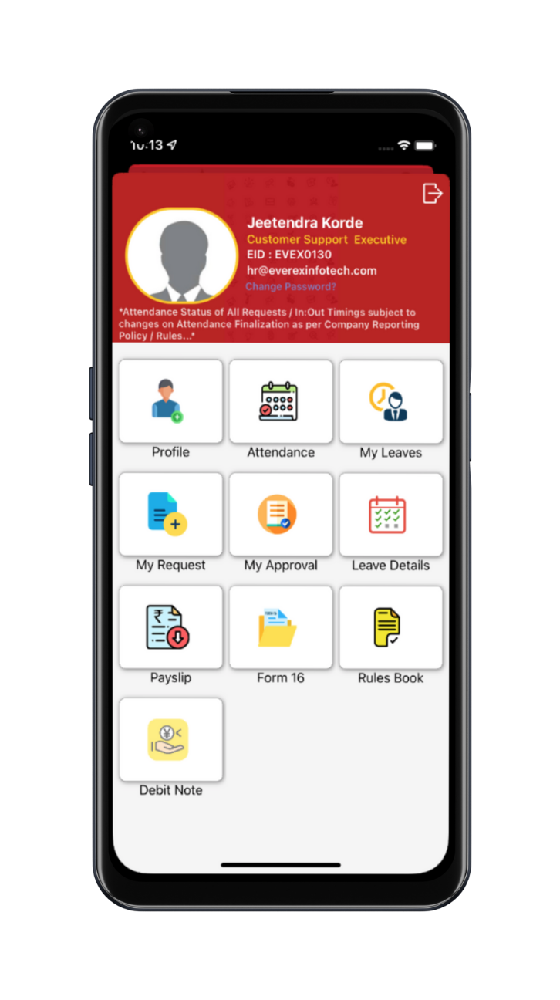 10:13
Jeetendra Korde
Customer Support Executive
EID : EVEX0130
hr@everexinfotech.com
Change Password?
*Attendance Status of All Requests / In:Out Timings subject to
changes on Attendance Finalization as per Company Reporting
Policy / Rules...*
Profile
Attendance
My Leaves
My Request
My Approval
Leave Details
Payslip
Form 16
Rules Book
Debit Note